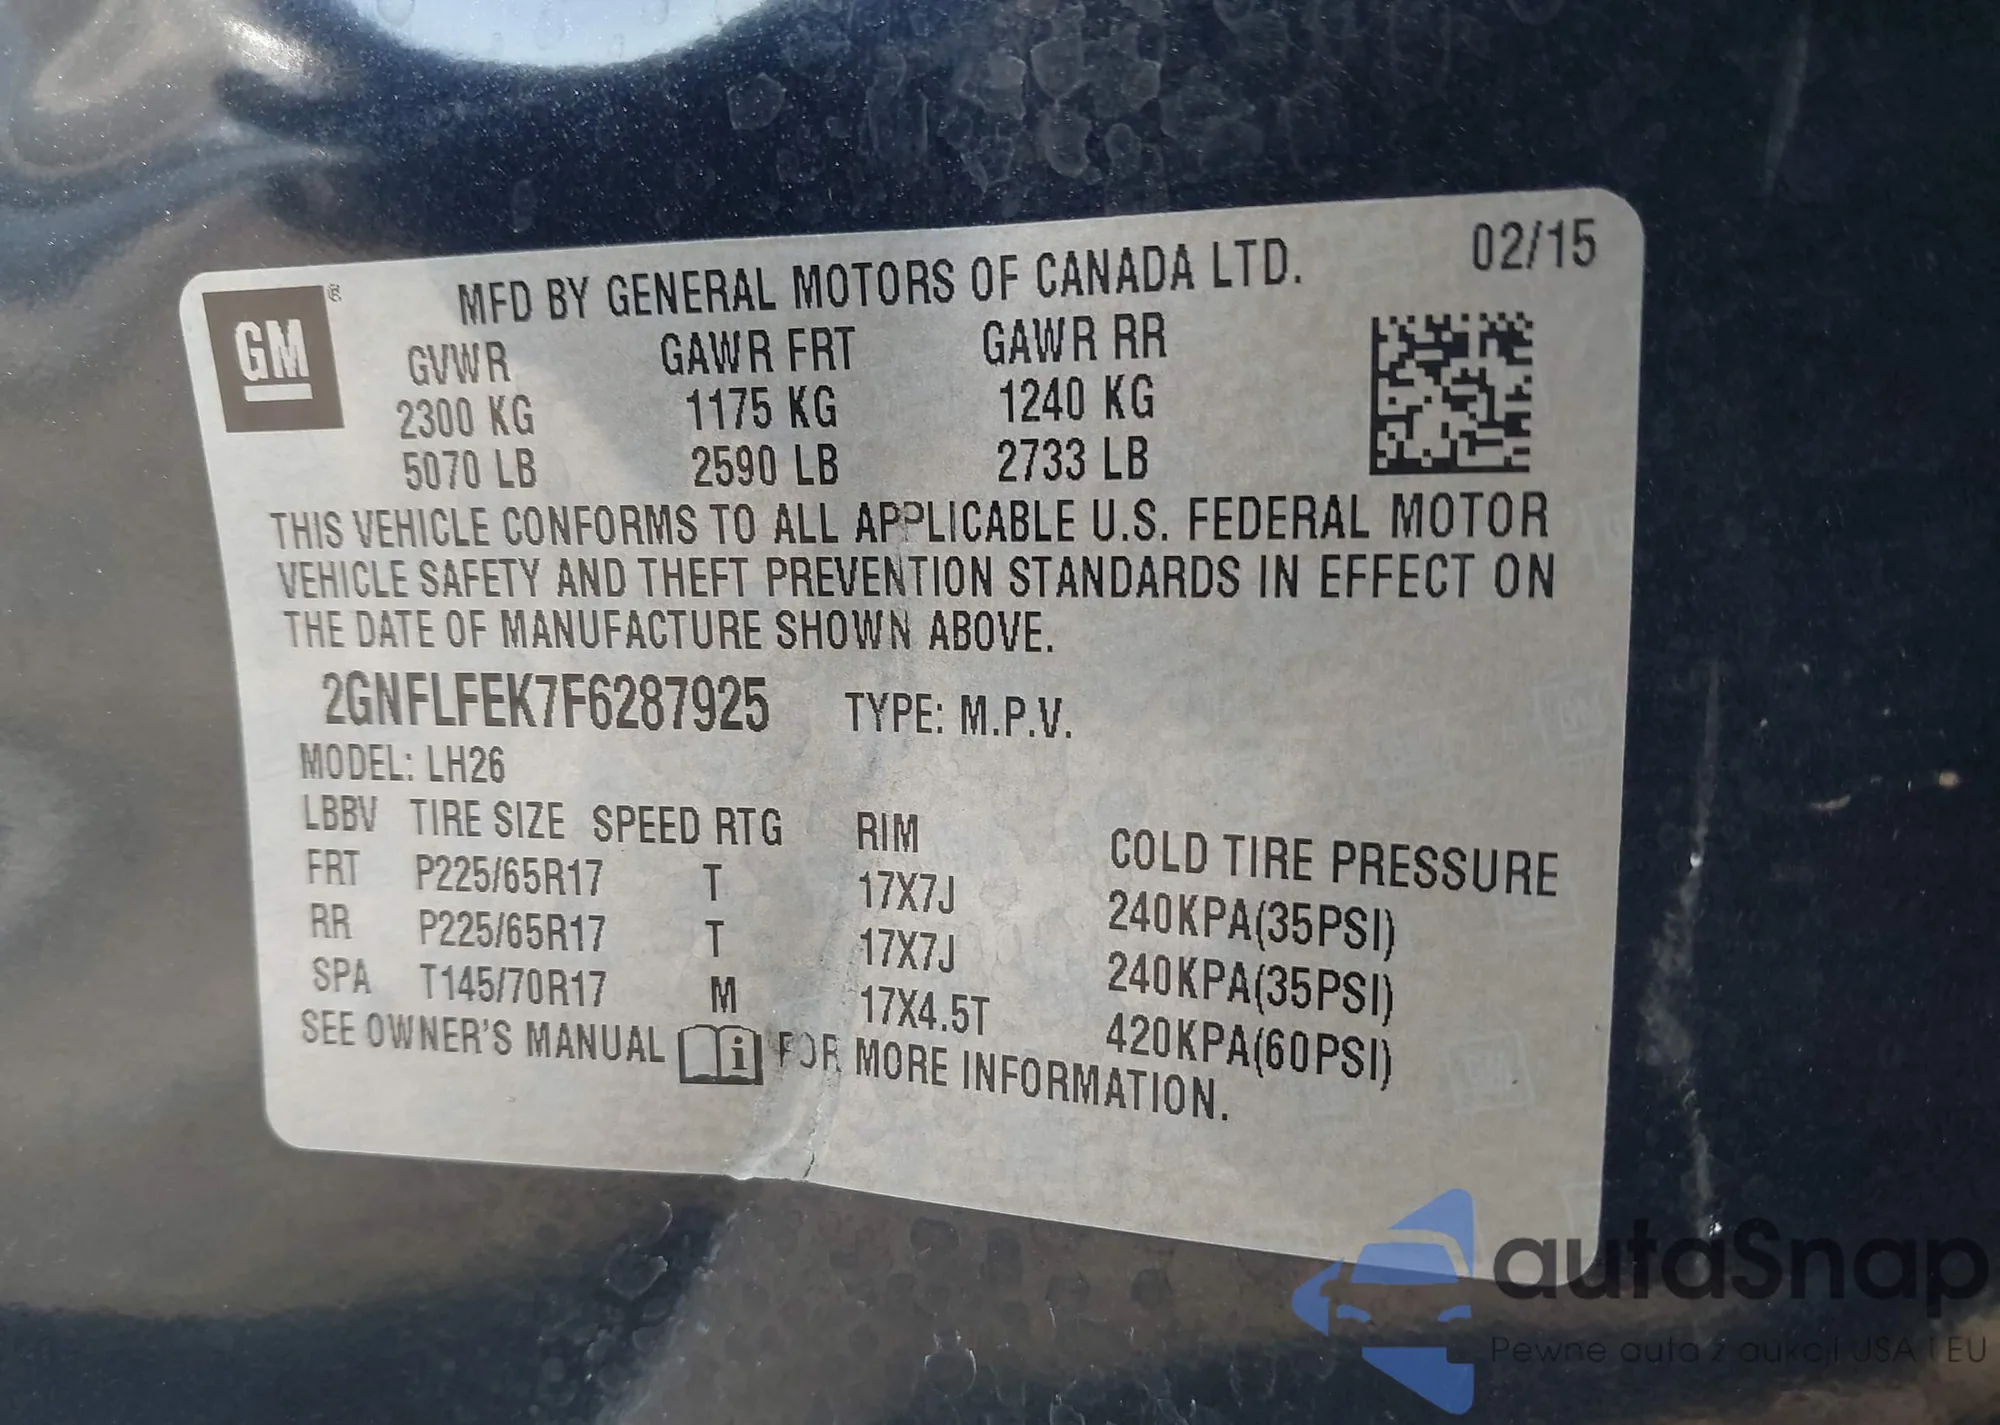 MFD BY GENERAL MOTORS OF CANADA LTD. 02/15
GM ®
GVWR GAWR FRT GAWR RR
2300 KG 1175 KG 1240 KG
5070 LB 2590 LB 2733 LB
THIS VEHICLE CONFORMS TO ALL APPLICABLE U.S. FEDERAL MOTOR
VEHICLE SAFETY AND THEFT PREVENTION STANDARDS IN EFFECT ON
THE DATE OF MANUFACTURE SHOWN ABOVE.
2GNFLFEK7F6287925 TYPE: M.P.V.
MODEL: LH26
LBBV TIRE SIZE SPEED RTG RIM COLD TIRE PRESSURE
FRT P225/65R17 T 17X7J 240KPA(35PSI)
RR P225/65R17 T 17X7J 240KPA(35PSI)
SPA T145/70R17 M 17X4.5T 420KPA(60PSI)
SEE OWNER'S MANUAL i FOR MORE INFORMATION.
autaSnap
Pewne auta z aukcji USA i EU